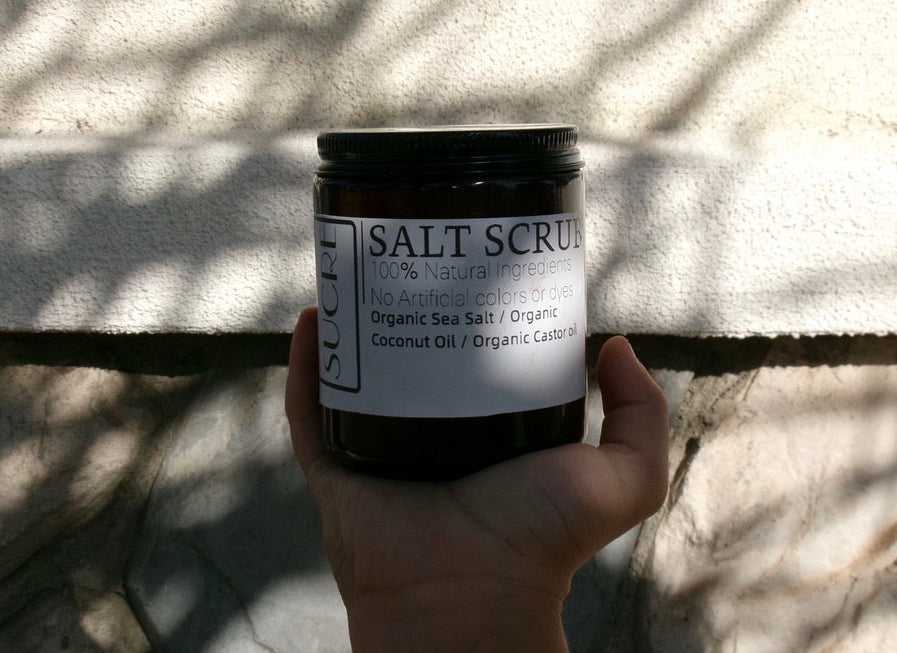 SUCRE
SALT SCRUB
100% Natural Ingredients
No Artificial colors or dyes
Organic Sea Salt / Organic
Coconut Oil / Organic Castor oil